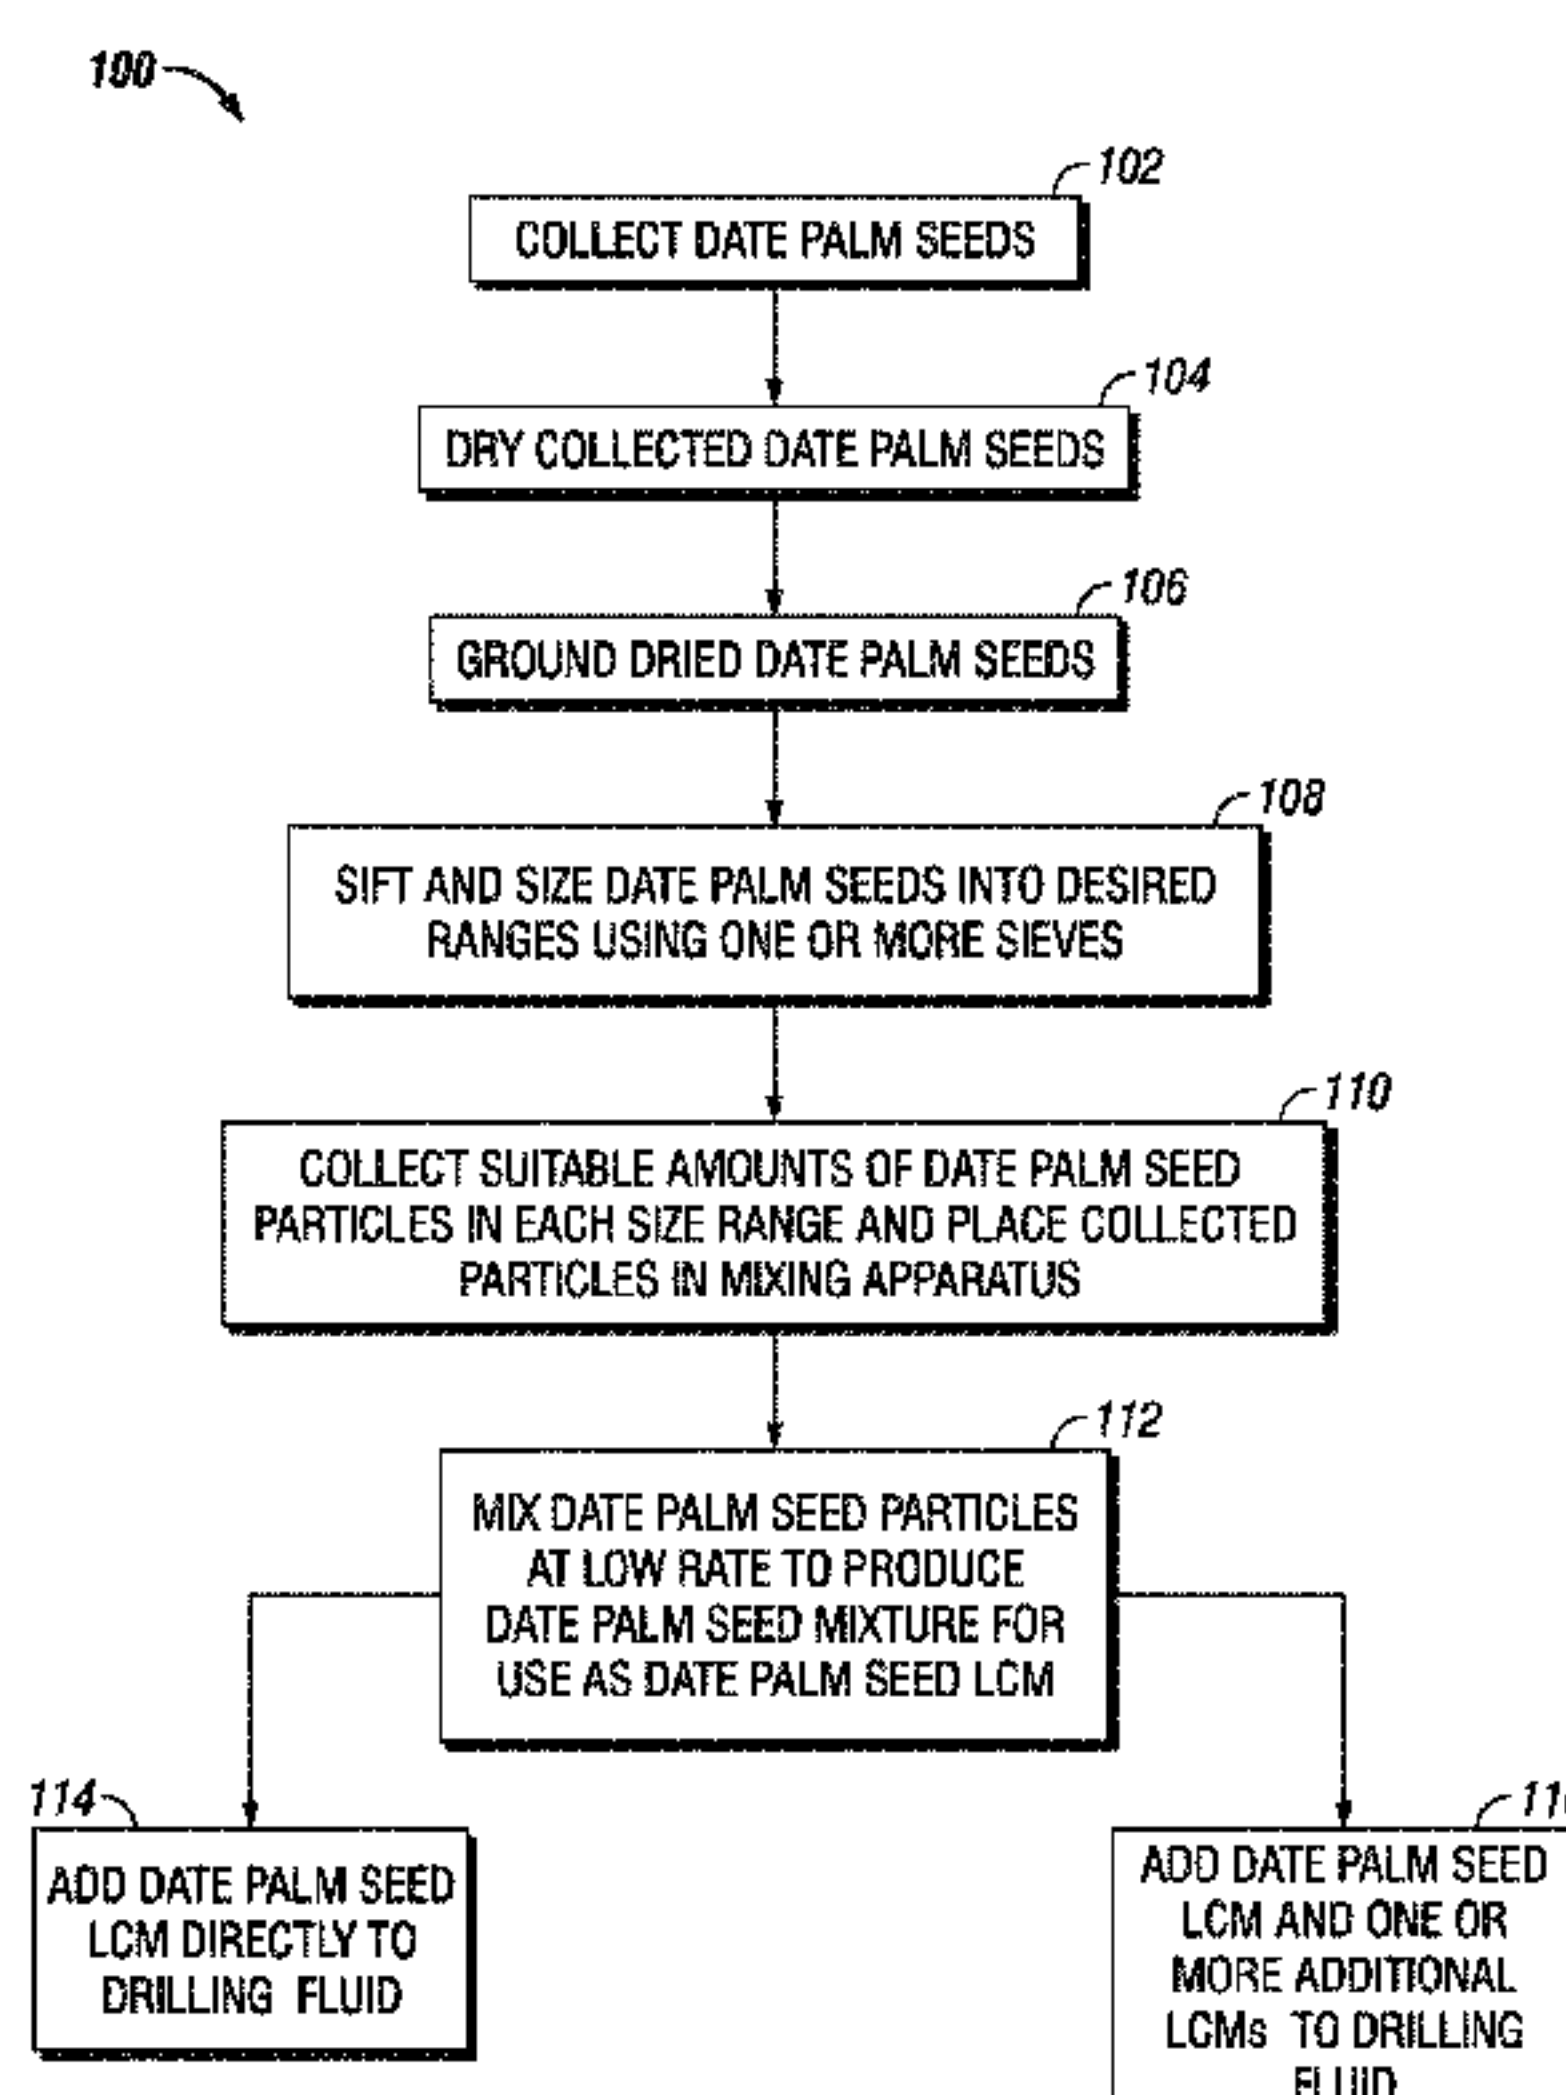 100
102
COLLECT DATE PALM SEEDS
104
DRY COLLECTED DATE PALM SEEDS
106
GROUND DRIED DATE PALM SEEDS
108
SIFT AND SIZE DATE PALM SEEDS INTO DESIRED
RANGES USING ONE OR MORE SIEVES
110
COLLECT SUITABLE AMOUNTS OF DATE PALM SEED
PARTICLES IN EACH SIZE RANGE AND PLACE COLLECTED
PARTICLES IN MIXING APPARATUS
112
MIX DATE PALM SEED PARTICLES
AT LOW RATE TO PRODUCE
DATE PALM SEED MIXTURE FOR
USE AS DATE PALM SEED LCM
114
ADD DATE PALM SEED
LCM DIRECTLY TO
DRILLING FLUID
ADD DATE PALM SEED
LCM AND ONE OR
MORE ADDITIONAL
LCMs TO DRILLING
FLUID